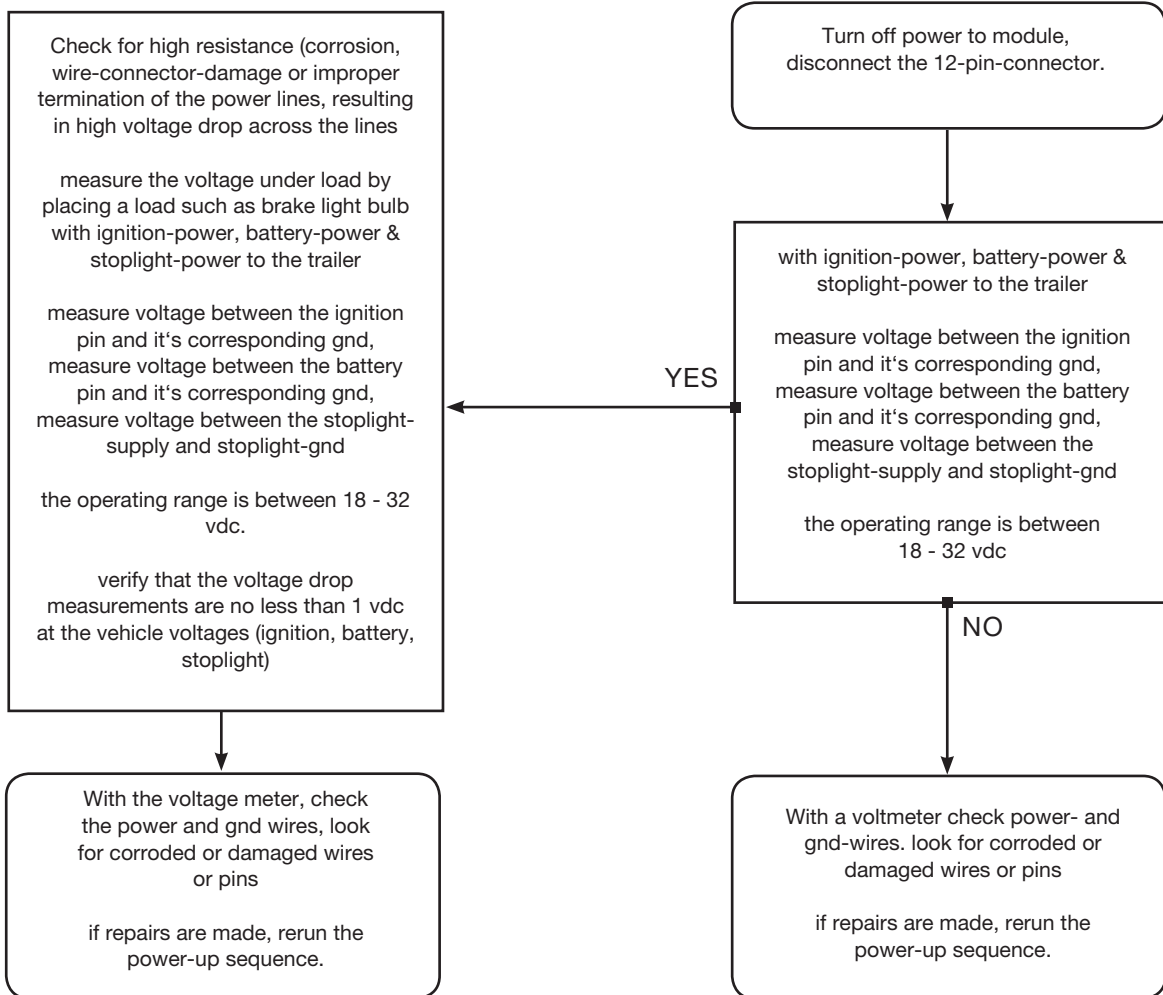 Turn off power to module,
disconnect the 12-pin-connector.
with ignition-power, battery-power &
stoplight-power to the trailer
measure voltage between the ignition
pin and it‘s corresponding gnd,
measure voltage between the battery
pin and it‘s corresponding gnd,
measure voltage between the
stoplight-supply and stoplight-gnd
the operating range is between
18 - 32 vdc
YES
Check for high resistance (corrosion,
wire-connector-damage or improper
termination of the power lines, resulting
in high voltage drop across the lines
measure the voltage under load by
placing a load such as brake light bulb
with ignition-power, battery-power &
stoplight-power to the trailer
measure voltage between the ignition
pin and it‘s corresponding gnd,
measure voltage between the battery
pin and it‘s corresponding gnd,
measure voltage between the stoplight-
supply and stoplight-gnd
the operating range is between 18 - 32
vdc.
verify that the voltage drop
measurements are no less than 1 vdc
at the vehicle voltages (ignition, battery,
stoplight)
With the voltage meter, check
the power and gnd wires, look
for corroded or damaged wires
or pins
if repairs are made, rerun the
power-up sequence.
NO
With a voltmeter check power- and
gnd-wires. look for corroded or
damaged wires or pins
if repairs are made, rerun the
power-up sequence.